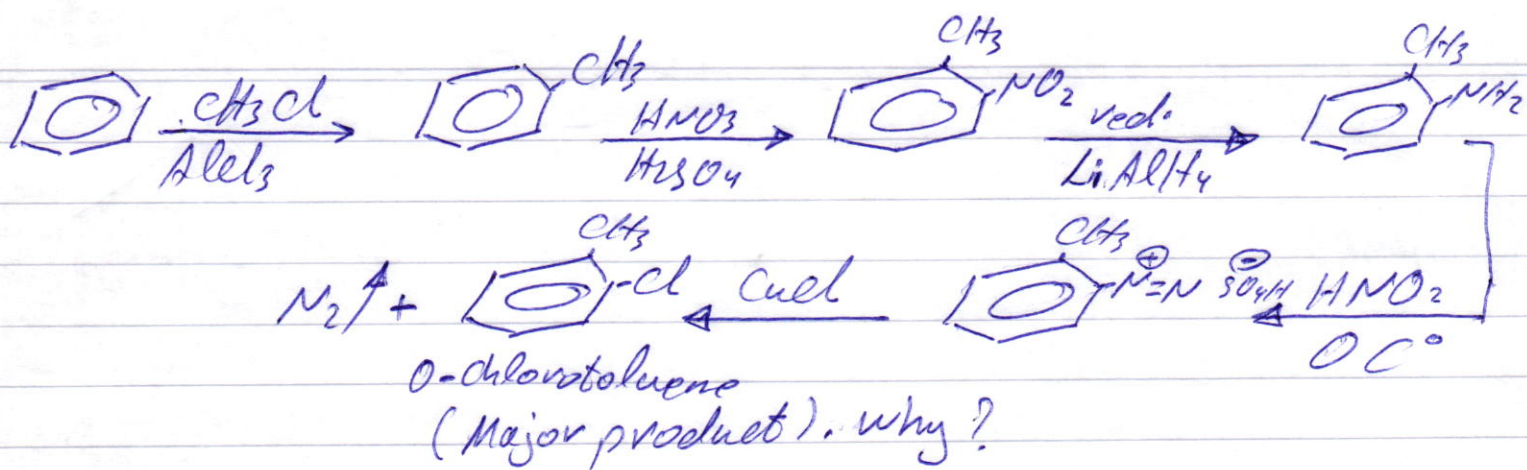 CH3 CH3
CH3Cl CH3 HNO3 NO2 red. NH2
AlCl3 H2SO4 LiAlH4
CH3 CH3
N2↑ + Cl CuCl N=N SO4H HNO2
⊕ ⊖
O C°
O-chlorotoluene
(Major product). Why?